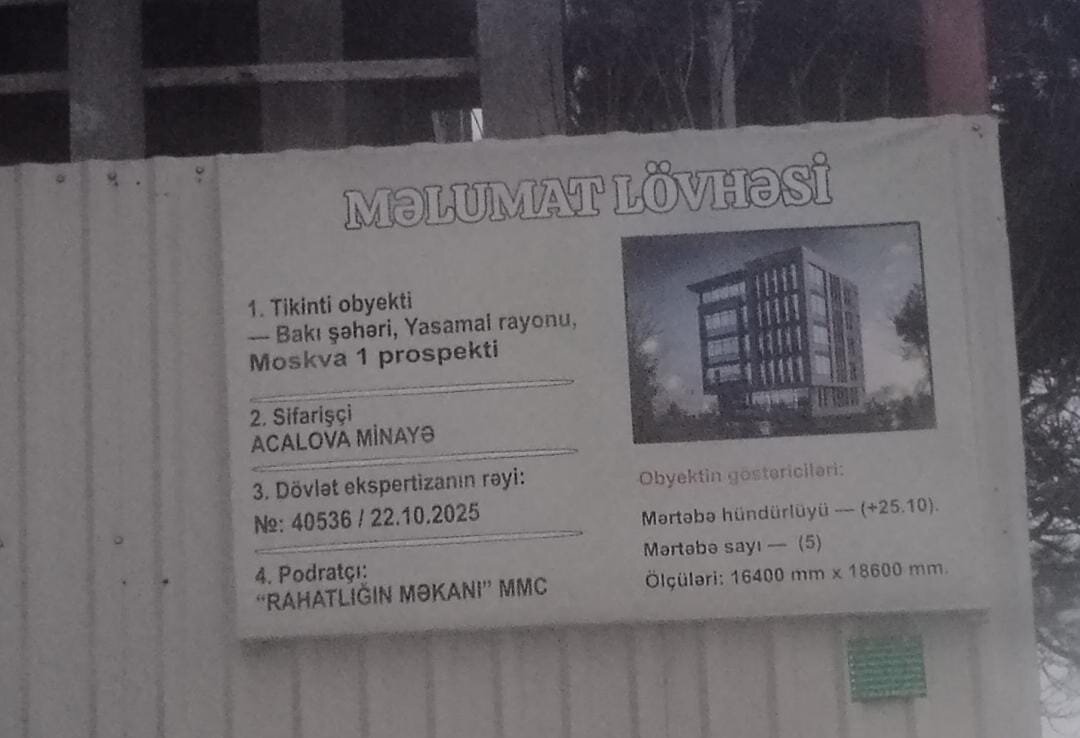 MƏLUMAT LÖVHƏSİ
1. Tikinti obyekti
— Bakı şəhəri, Yasamal rayonu,
Moskva 1 prospekti
2. Sifarişçi
ACALOVA MİNAYƏ
3. Dövlət ekspertizanın rəyi:
№: 40536 / 22.10.2025
4. Podratçı:
“RAHATLIĞIN MƏKANI” MMC
Obyektin göstəriciləri:
Mərtəbə hündürlüyü — (+25.10).
Mərtəbə sayı — (5)
Ölçüləri: 16400 mm x 18600 mm.